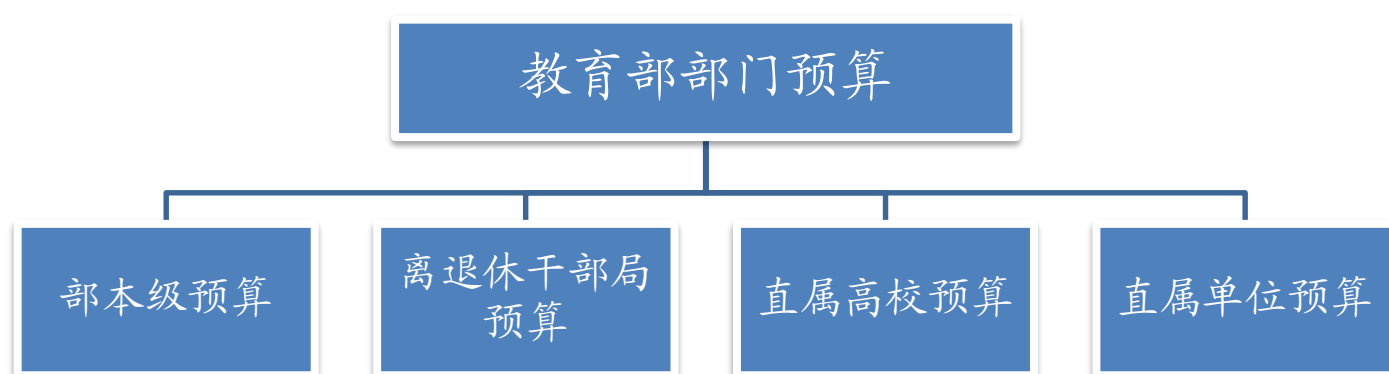 教育部部门预算
部本级预算
离退休干部局
预算
直属高校预算
直属单位预算